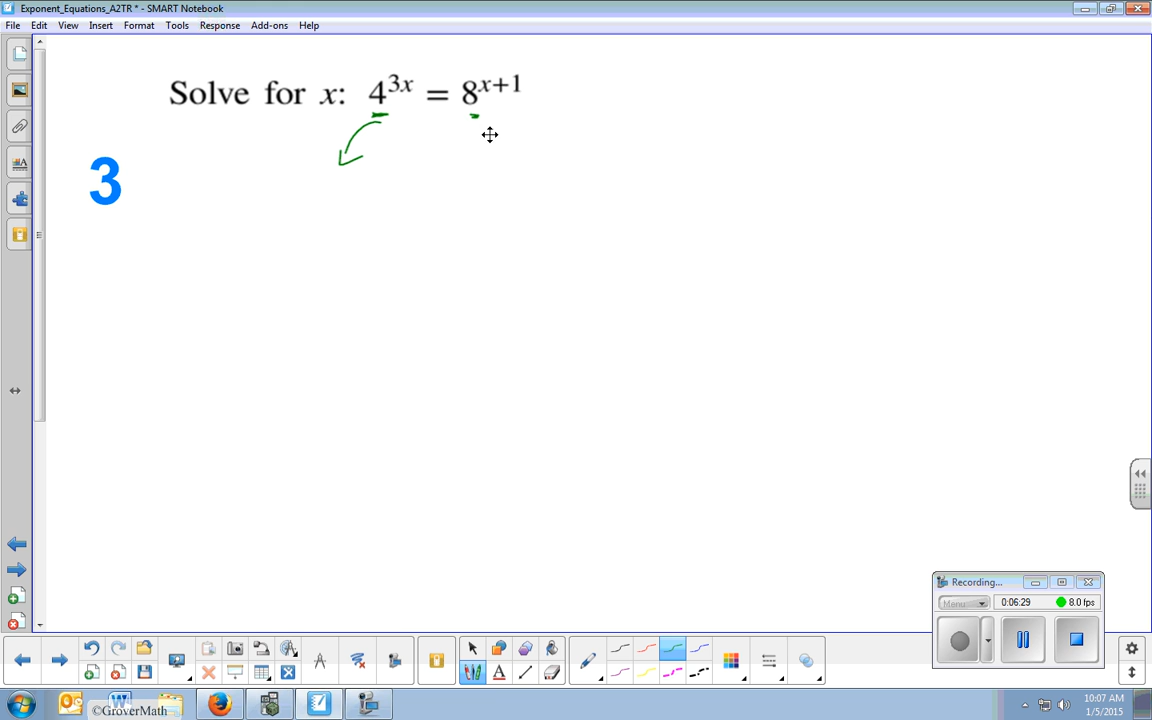 Exponent_Equations_A2TR * - SMART Notebook
File Edit View Insert Format Tools Response Add-ons Help
Solve for x: 4^{3x} = 8^{x+1}
3
Recording...
Menu 0:06:29 8.0 fps
A
©GroverMath
10:07 AM
1/5/2015